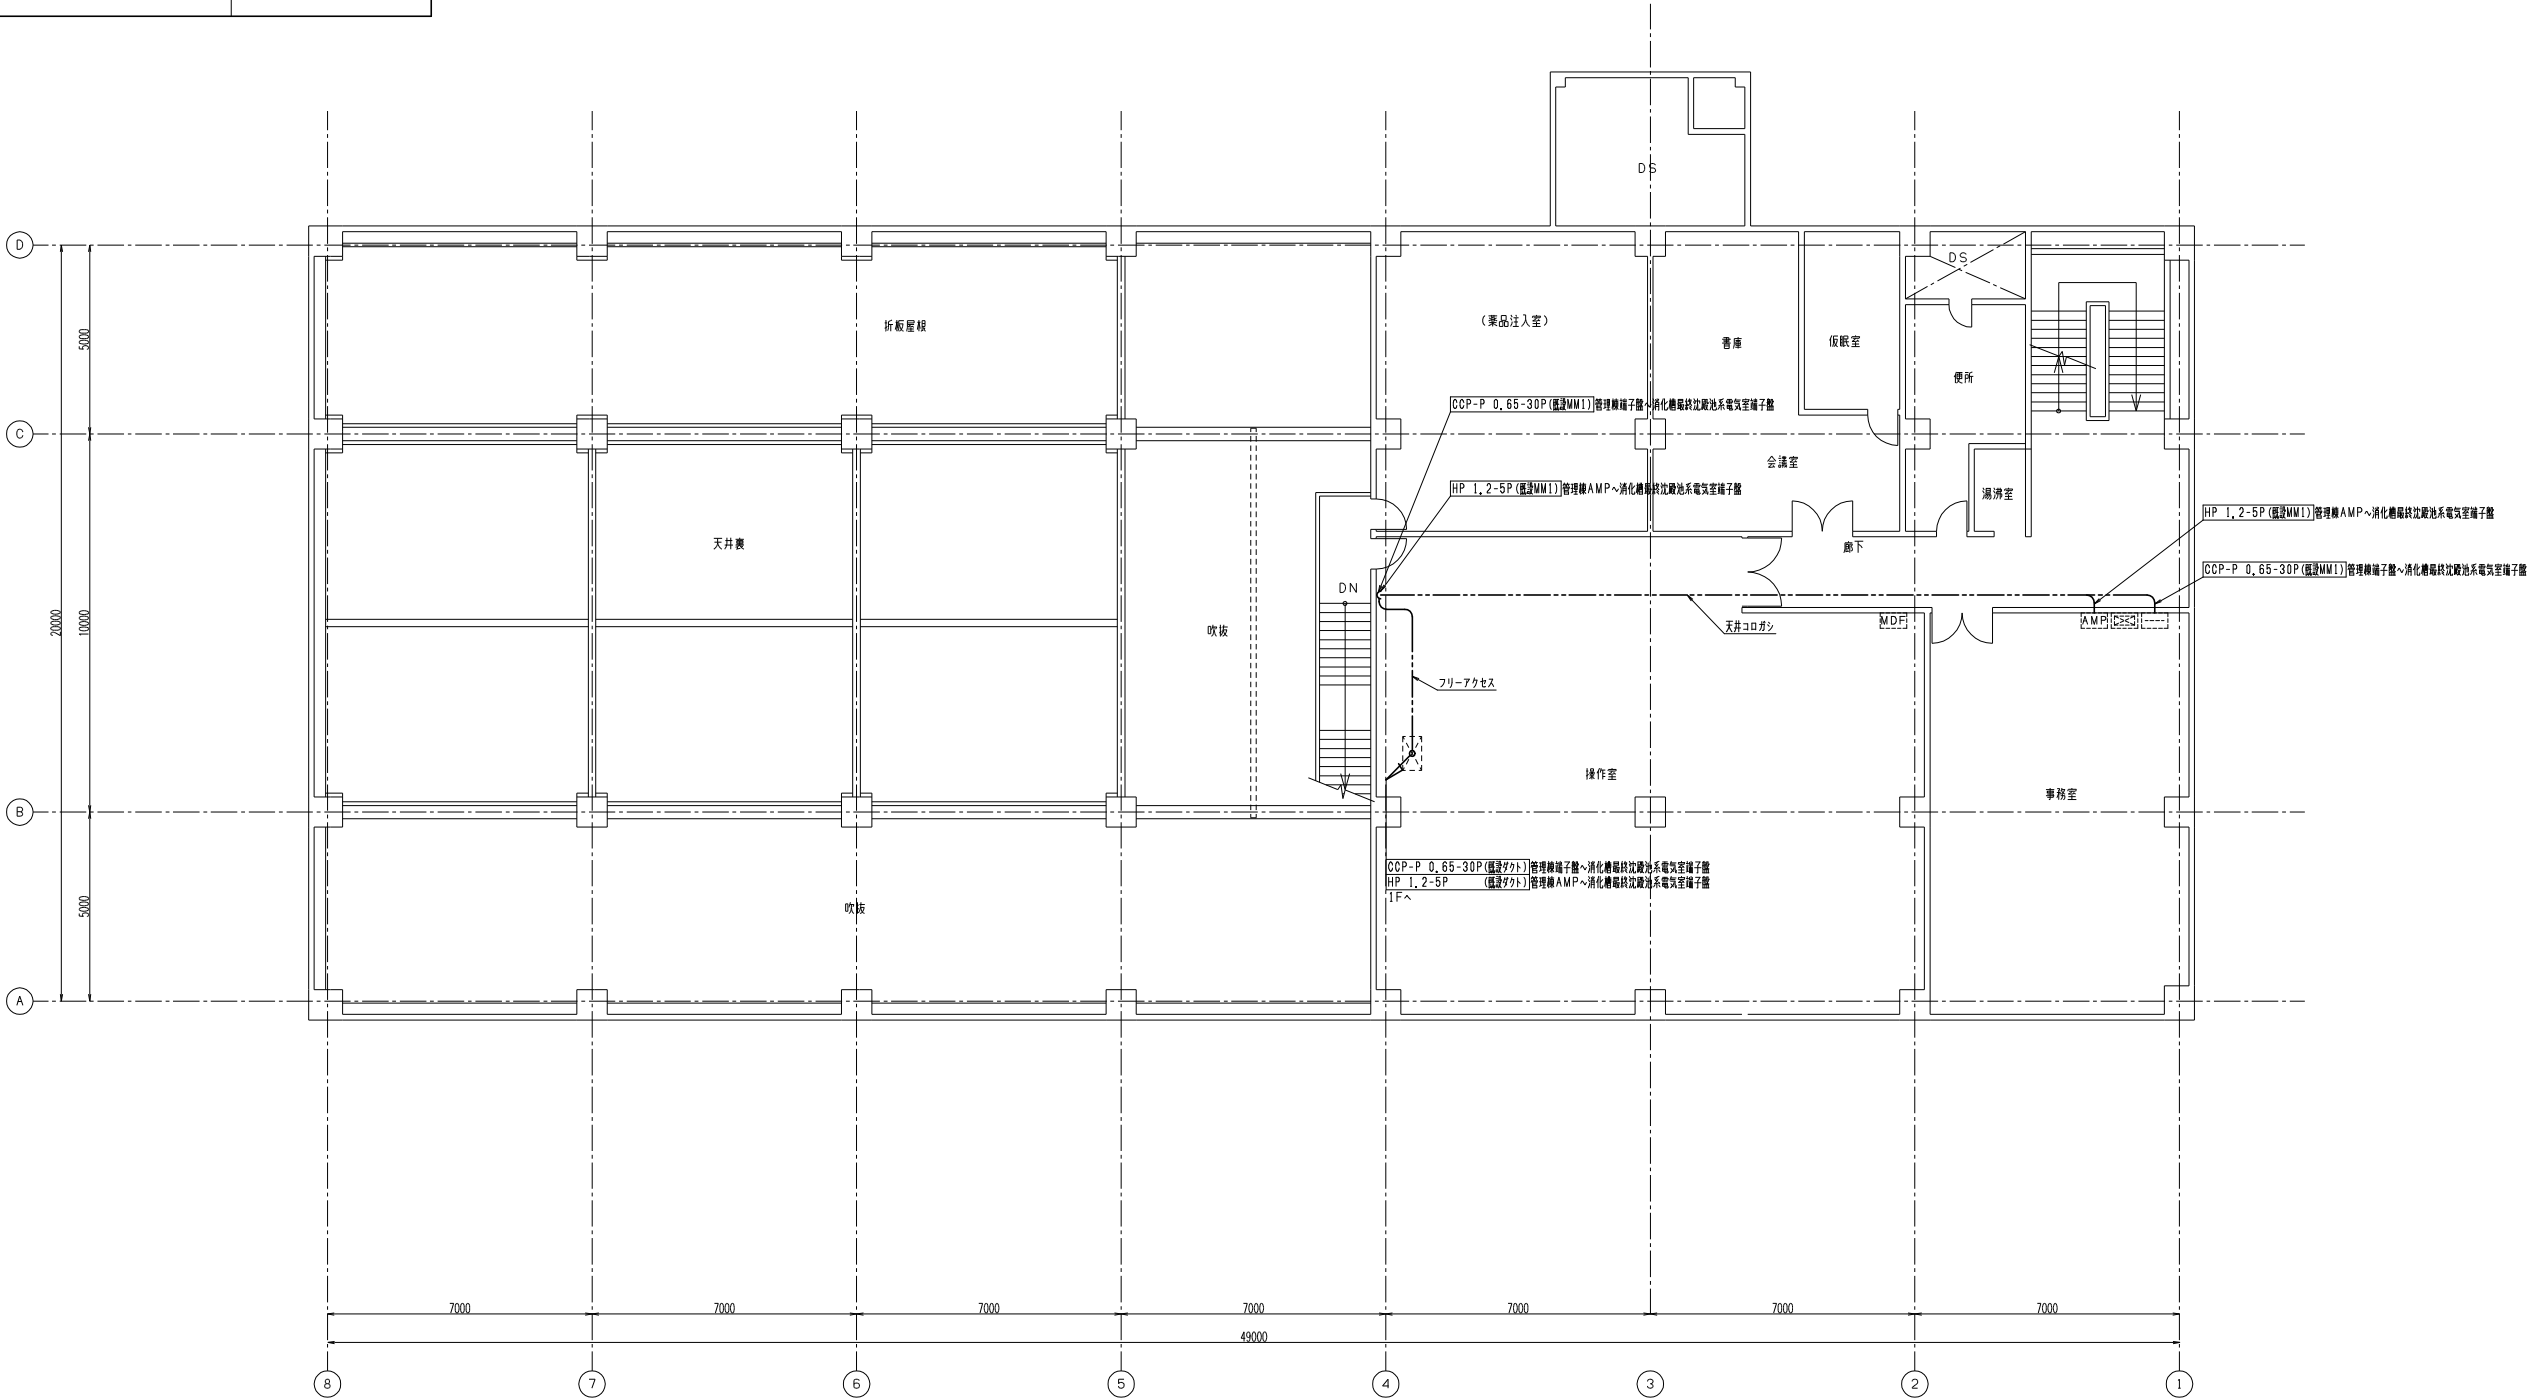 DS
D
DS
5000
折板屋根
(薬品注入室)
書庫
仮眠室
便所
CCP-P 0.65-30P(既設MM1)管理棟端子盤～消化槽最終沈殿池系電気室端子盤
C
会議室
HP 1.2-5P(既設MM1)管理棟AMP～消化槽最終沈殿池系電気室端子盤
湯沸室
HP 1.2-5P(既設MM1)管理棟AMP～消化槽最終沈殿池系電気室端子盤
天井裏
廊下
CCP-P 0.65-30P(既設MM1)管理棟端子盤～消化槽最終沈殿池系電気室端子盤
DN
20000
10000
吹抜
天井コロガシ
MDF
AMP
フリーアクセス
操作室
事務室
B
CCP-P 0.65-30P(既設ダクト)管理棟端子盤～消化槽最終沈殿池系電気室端子盤
HP 1.2-5P (既設ダクト)管理棟AMP～消化槽最終沈殿池系電気室端子盤
1Fへ
5000
吹抜
A
7000 7000 7000 7000 7000 7000 7000
49000
8 7 6 5 4 3 2 1